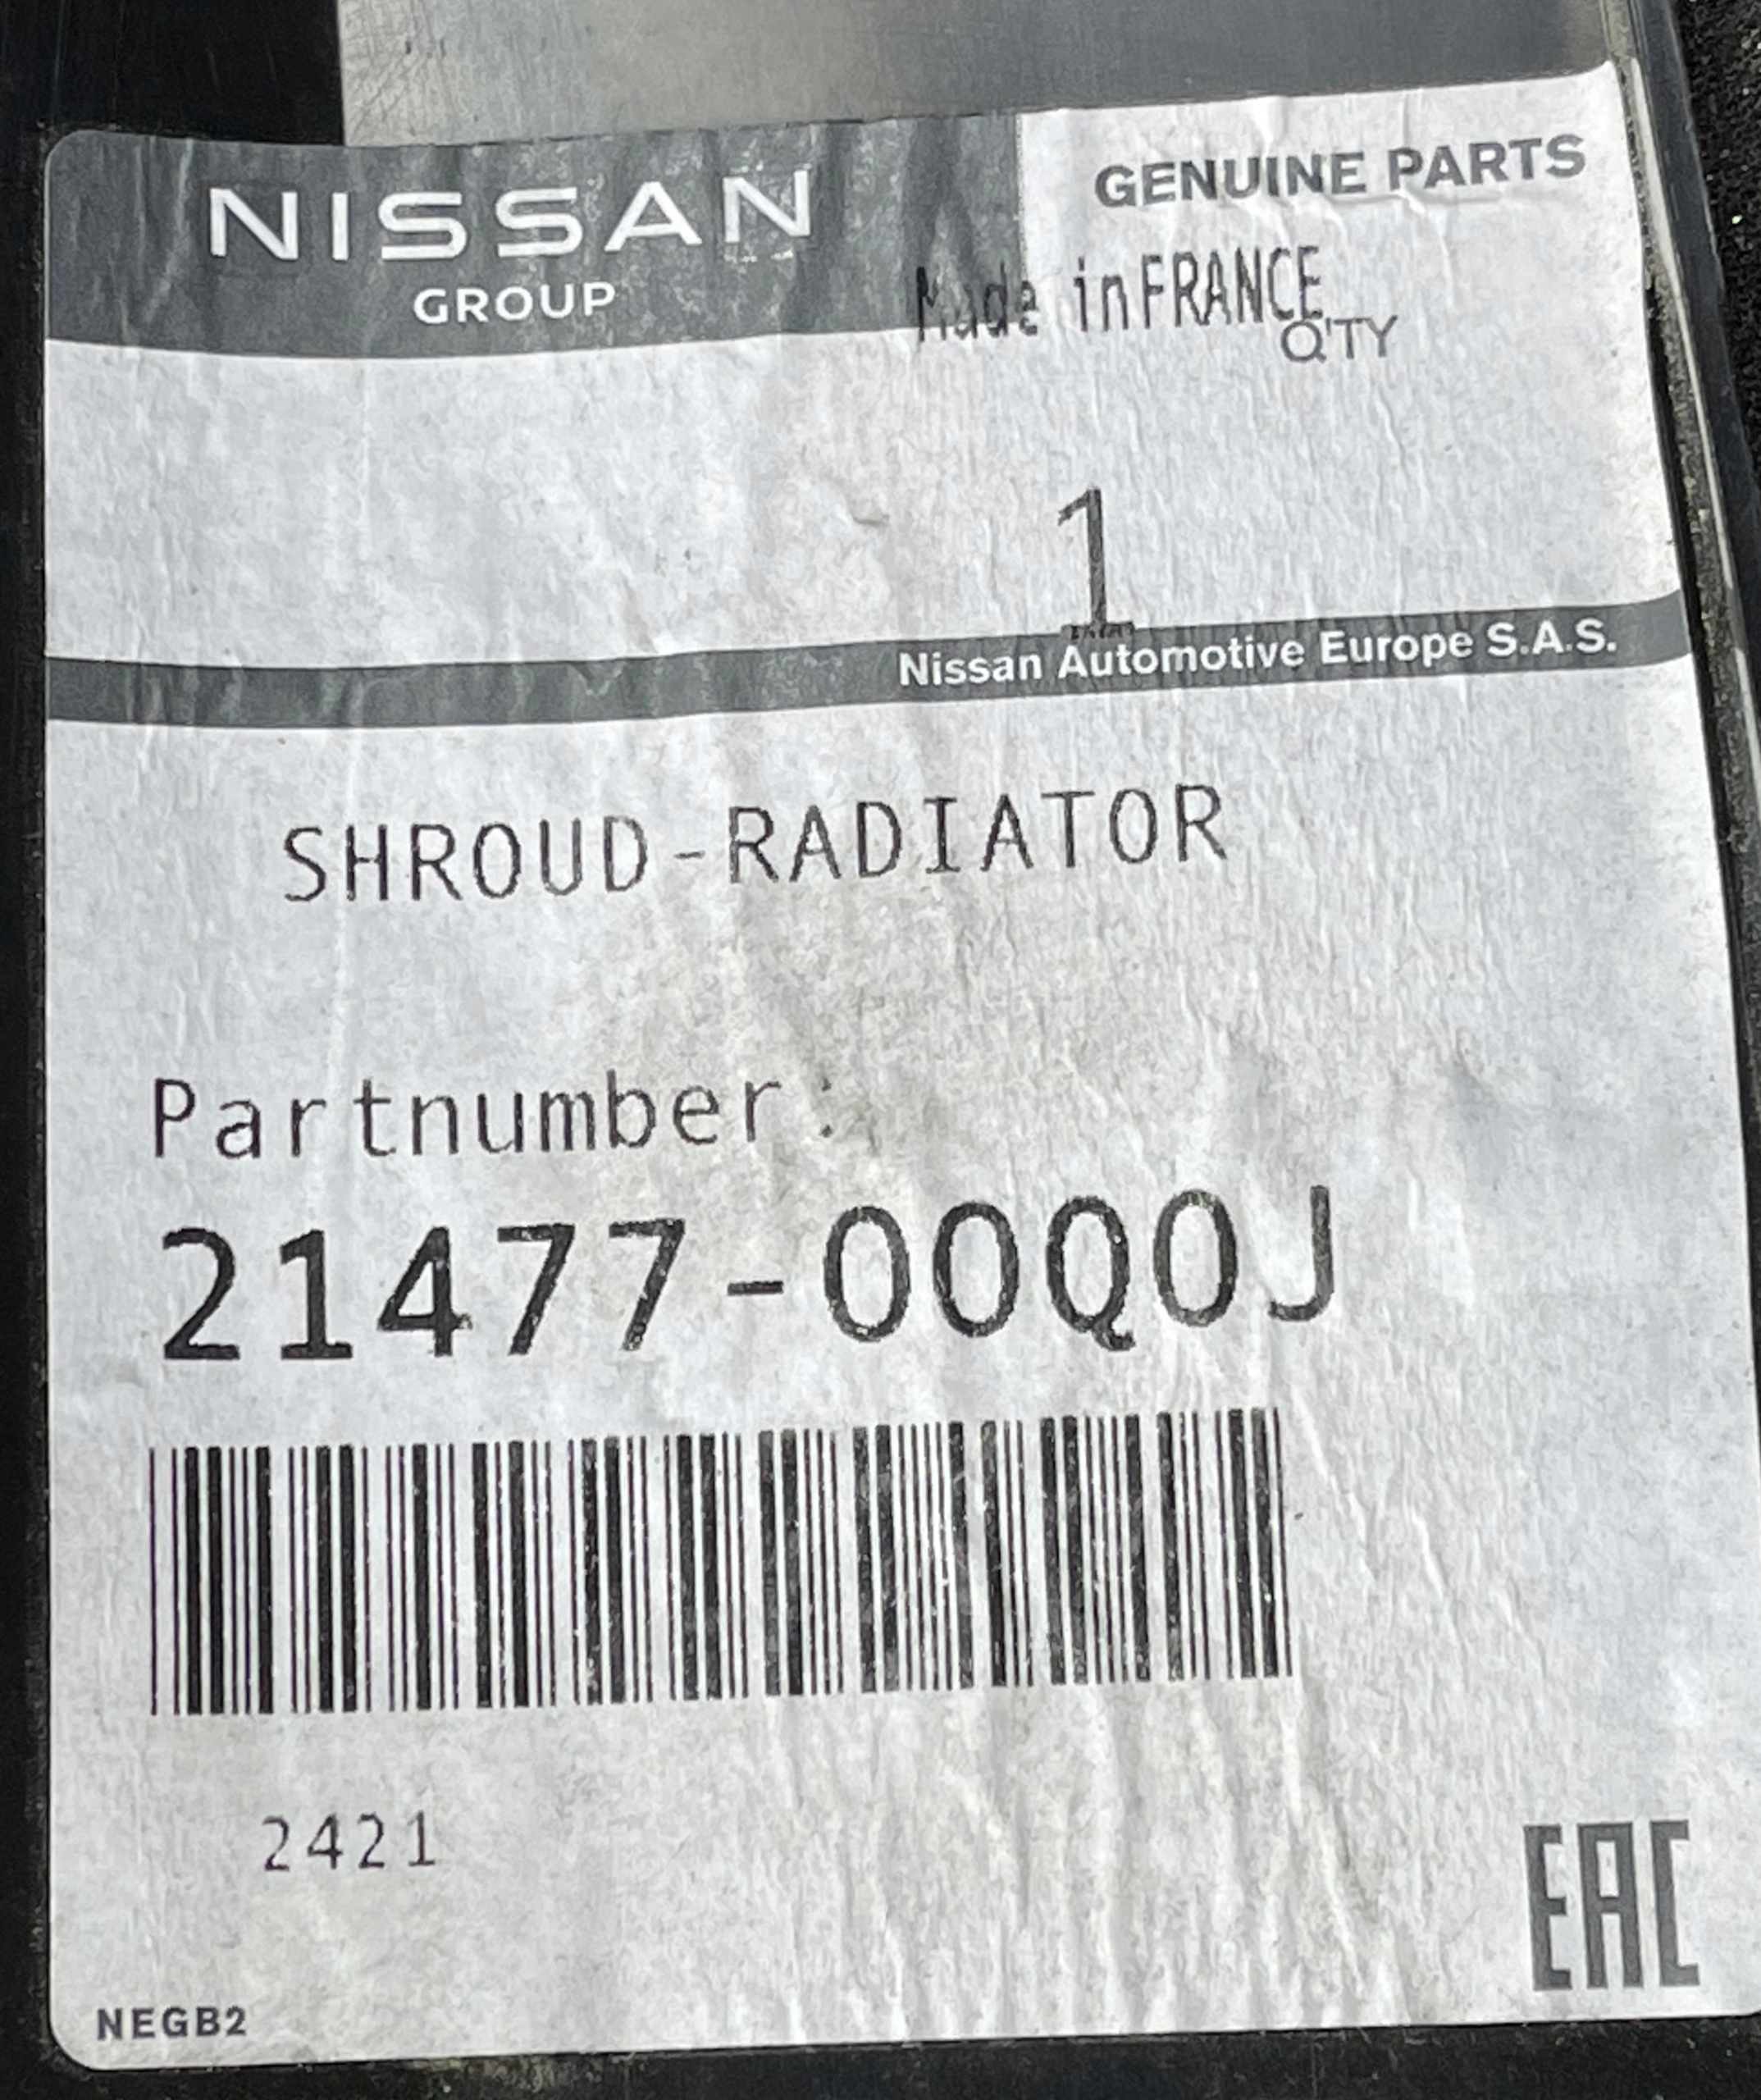 NISSAN
GROUP
GENUINE PARTS
Made in FRANCE
Q'TY
1
Nissan Automotive Europe S.A.S.
SHROUD-RADIATOR
Partnumber:
21477-00Q0J
2421
EAC
NEGB2